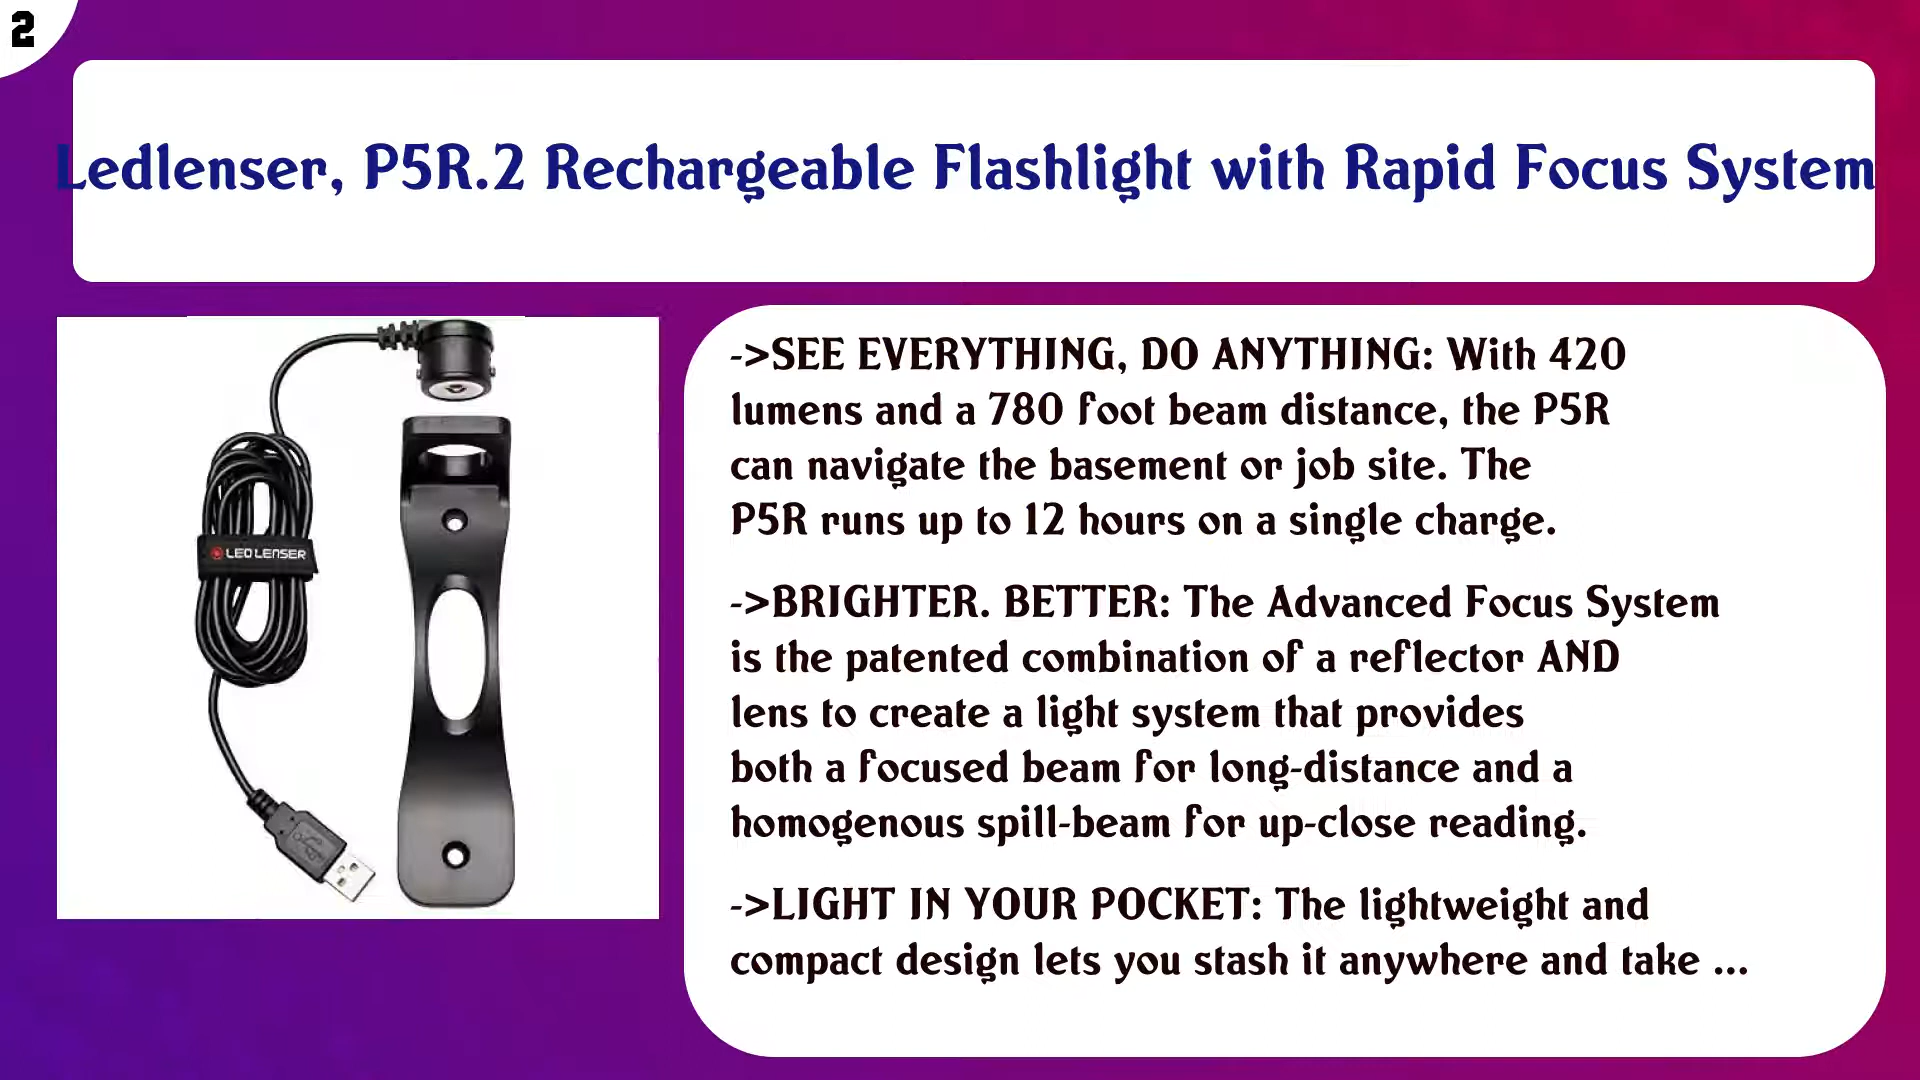 2
Ledlenser, P5R.2 Rechargeable Flashlight with Rapid Focus System
LED LENSER
->SEE EVERYTHING, DO ANYTHING: With 420
lumens and a 780 foot beam distance, the P5R
can navigate the basement or job site. The
P5R runs up to 12 hours on a single charge.
->BRIGHTER. BETTER: The Advanced Focus System
is the patented combination of a reflector AND
lens to create a light system that provides
both a focused beam for long-distance and a
homogenous spill-beam for up-close reading.
->LIGHT IN YOUR POCKET: The lightweight and
compact design lets you stash it anywhere and take ...